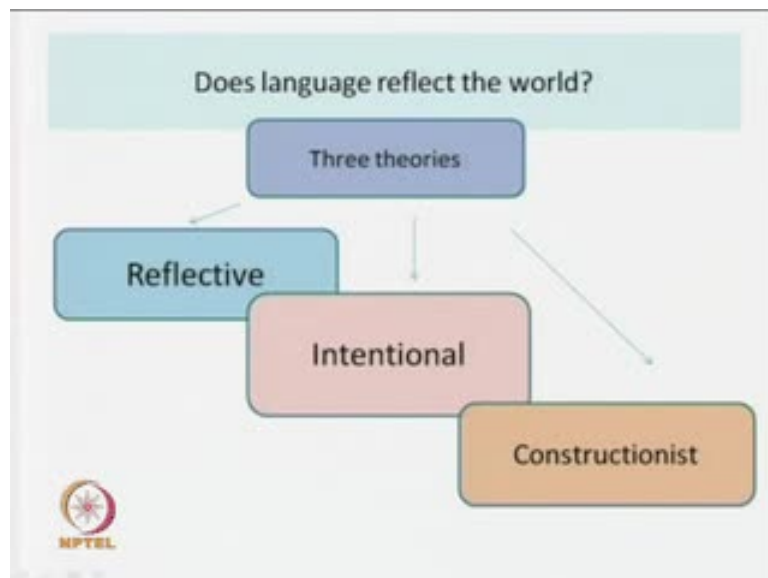 Does language reflect the world?
Three theories
Reflective
Intentional
Constructionist
NPTEL